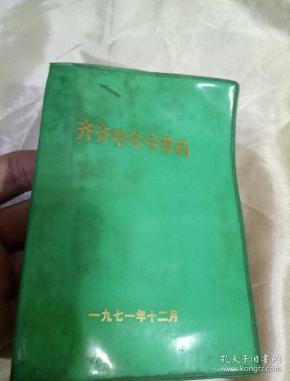 齐齐哈尔中草药
一九七一年十二月
孔夫子旧书网